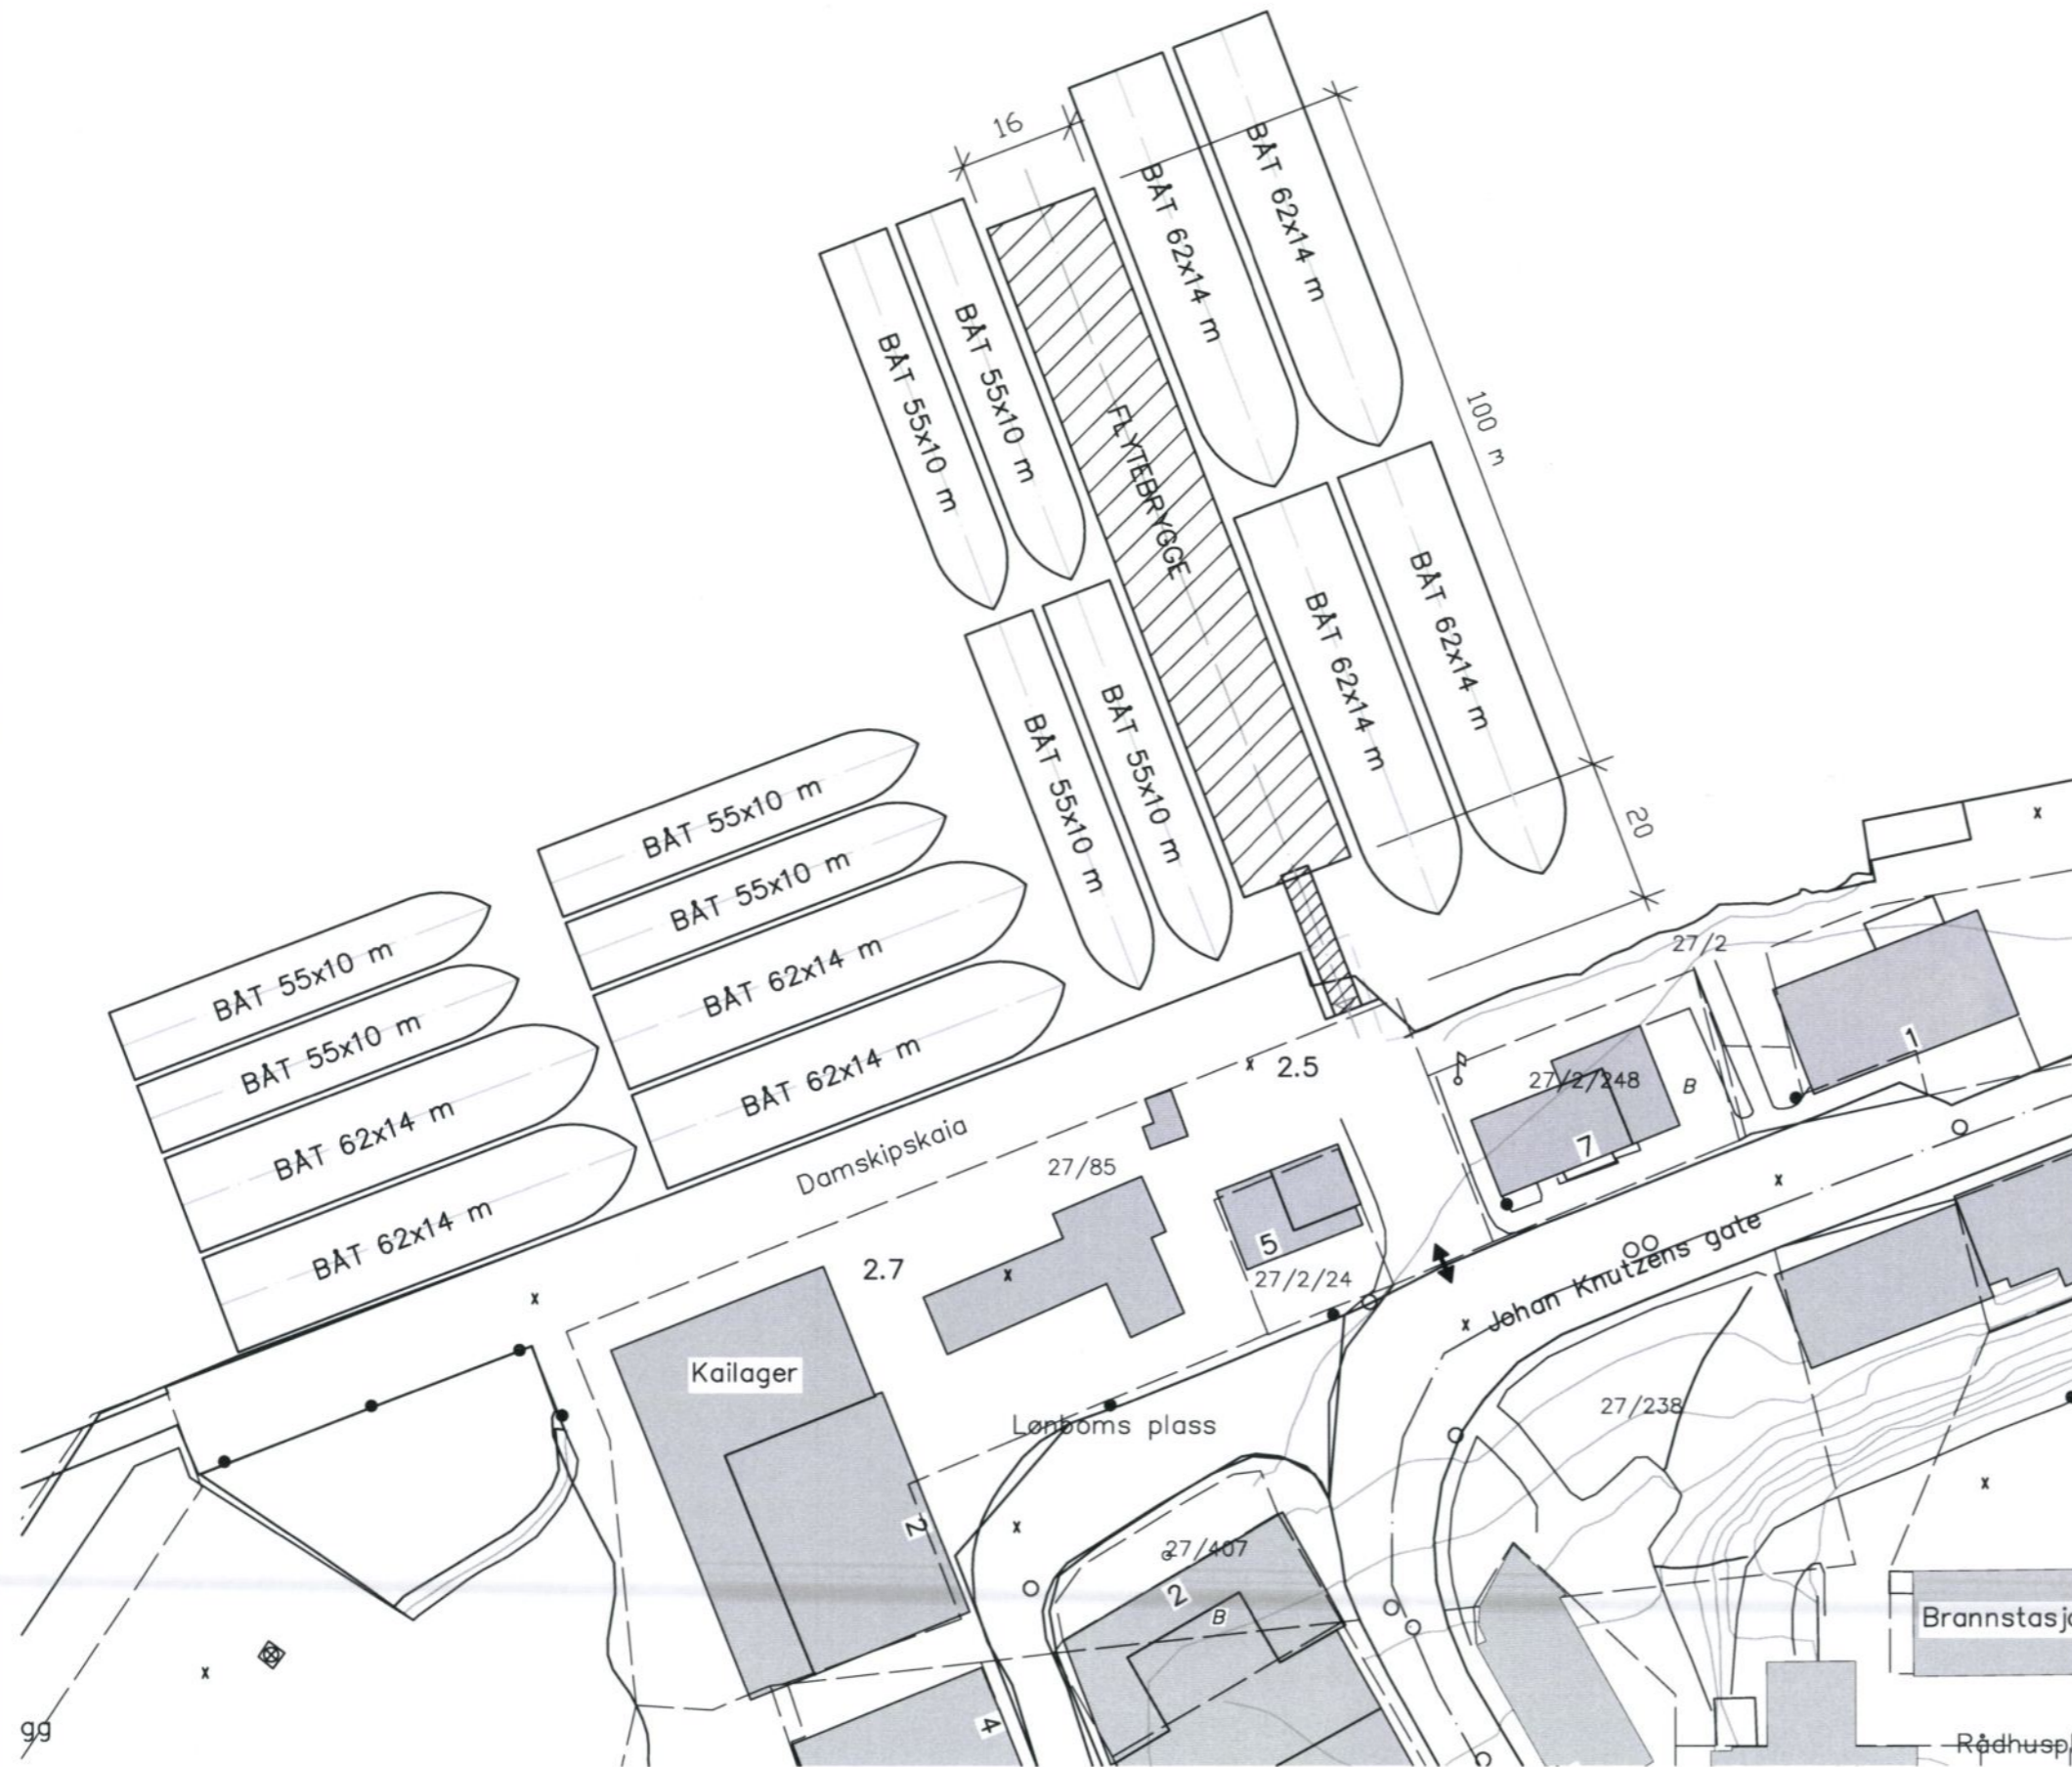 16
BÅT 62x14 m
BÅT 62x14 m
BÅT 55x10 m
BÅT 55x10 m
FLYTEBRYGGE
100 m
BÅT 62x14 m
BÅT 62x14 m
BÅT 55x10 m
BÅT 55x10 m
20
BÅT 55x10 m
BÅT 55x10 m
BÅT 62x14 m
BÅT 62x14 m
BÅT 55x10 m
BÅT 55x10 m
BÅT 62x14 m
BÅT 62x14 m
27/2
1
2.5
27/2/248
B
7
Damskipskaia
27/85
5
27/2/24
2.7
Johan Knutzens gate
Kailager
Lønboms plass
27/238
2
27/407
2
B
4
Brannstasjo
gg
Rådhuspl